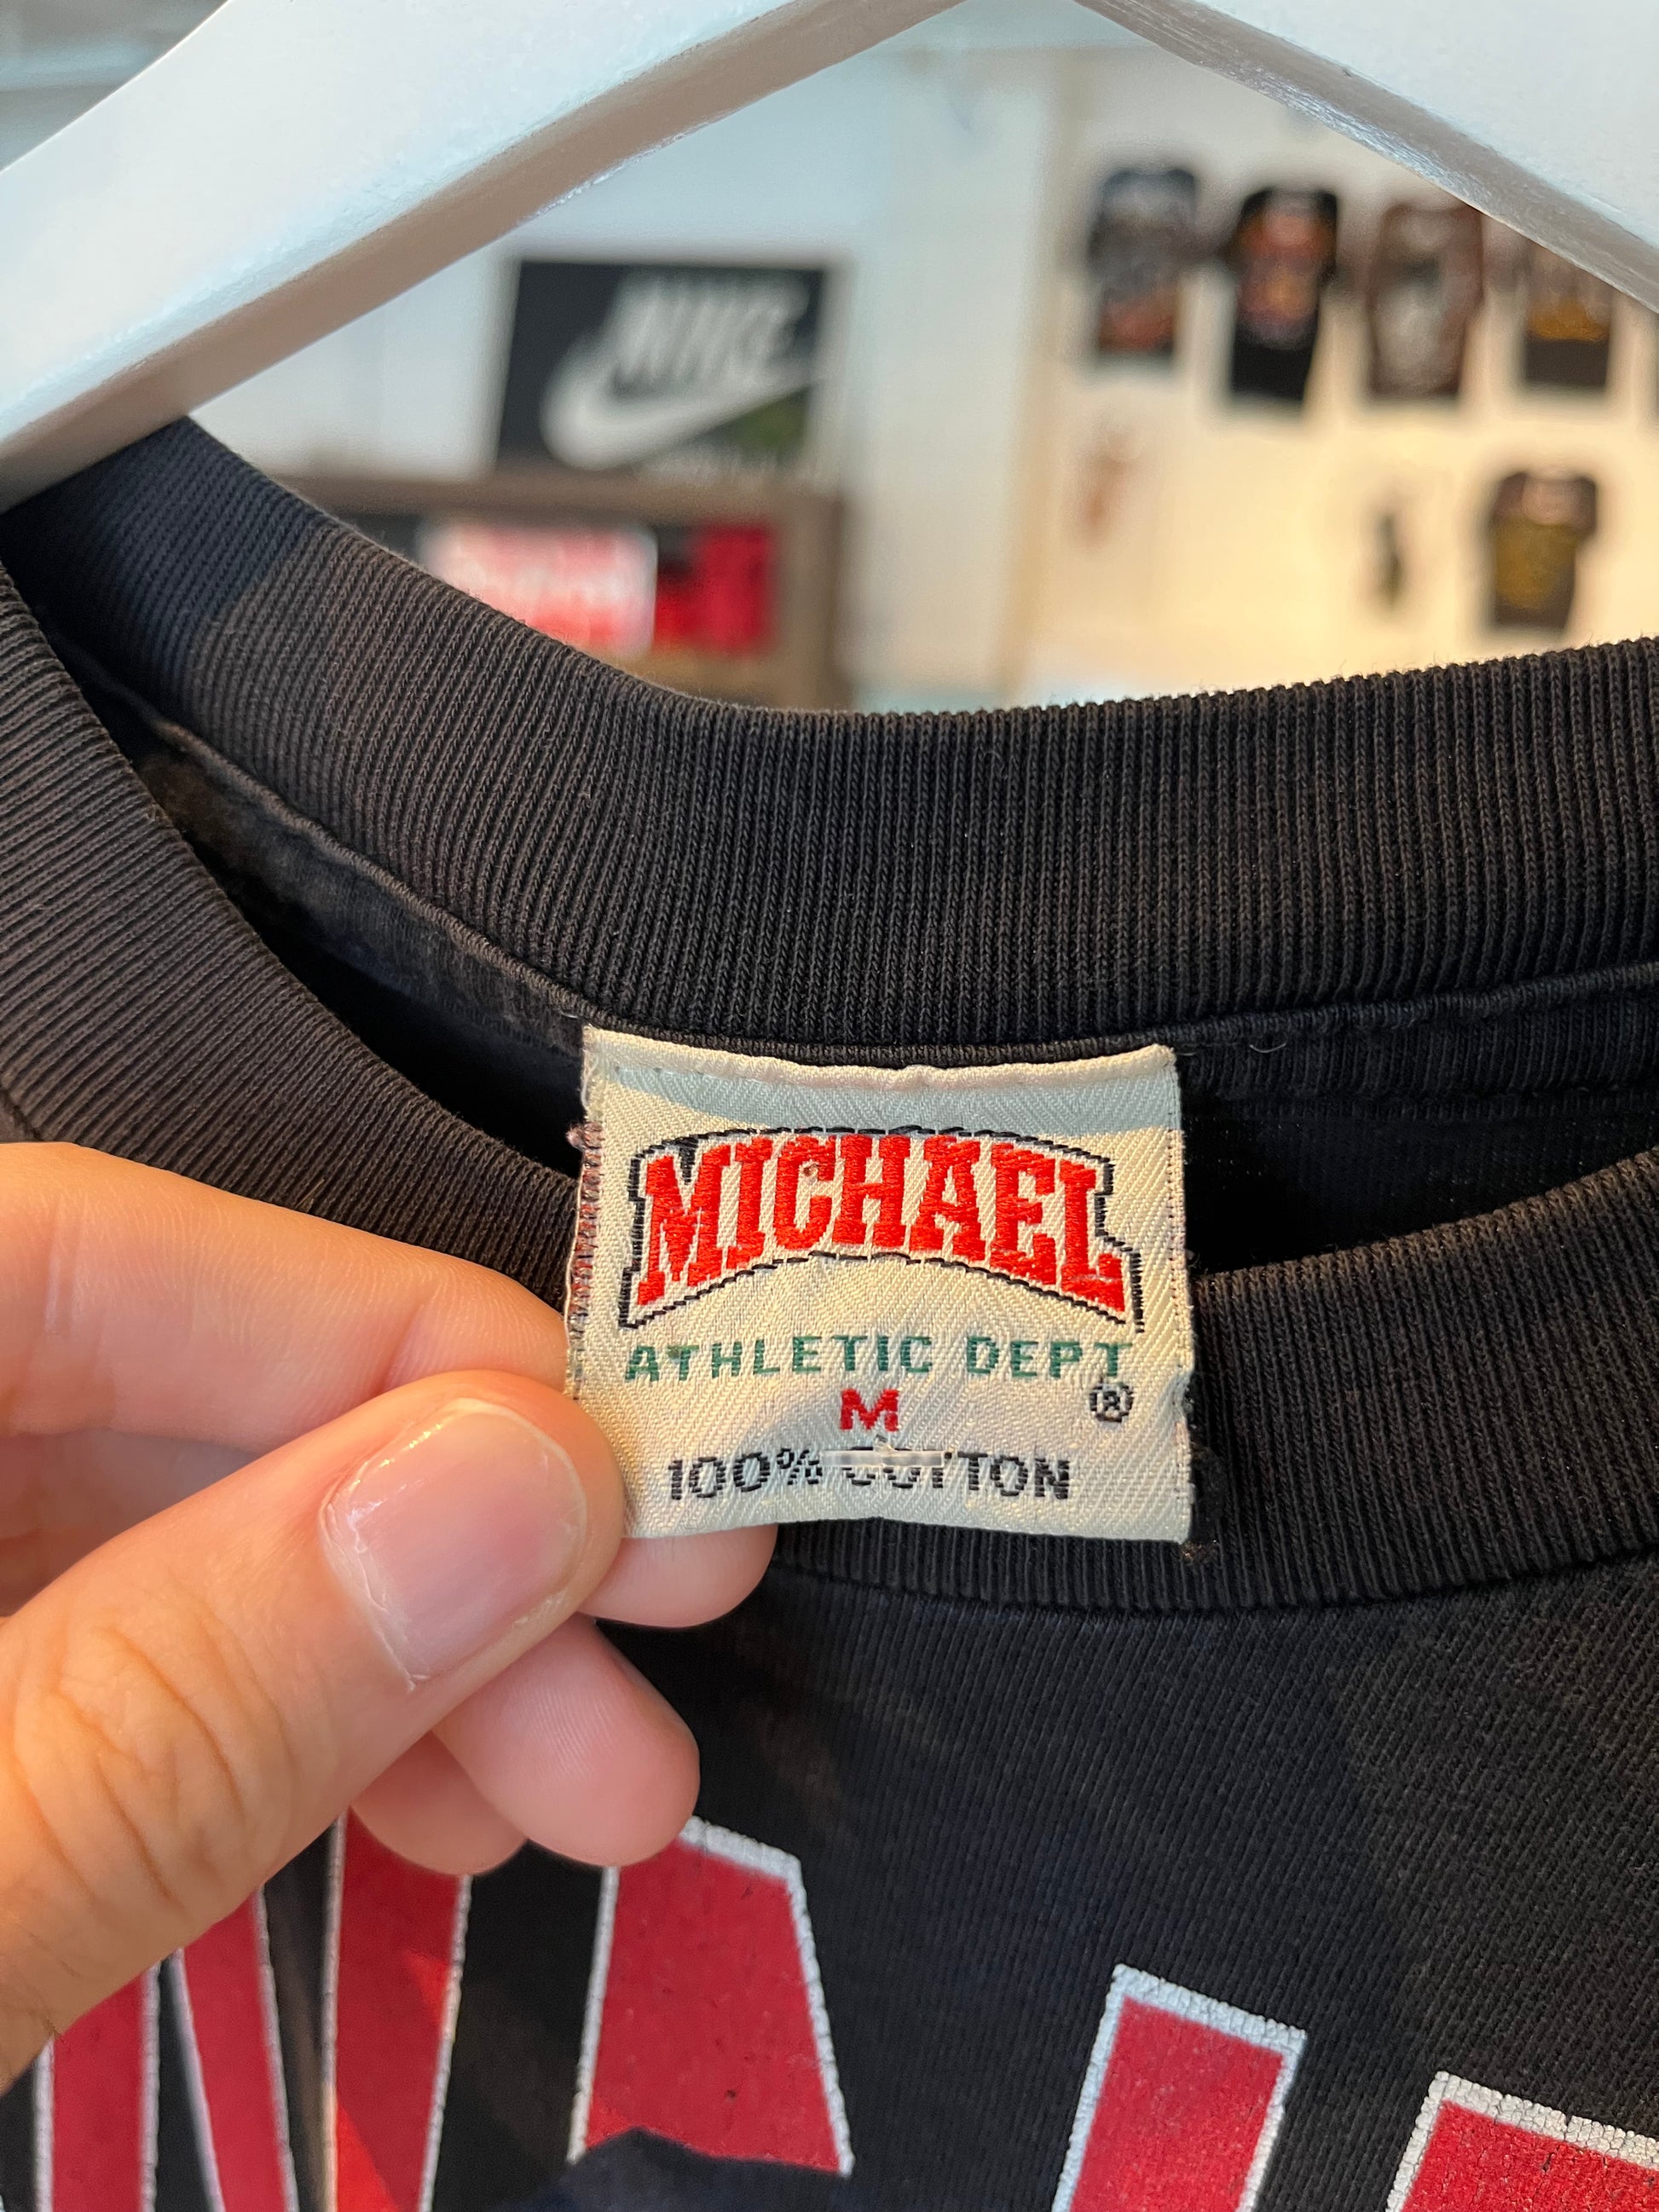 NIKE
MICHAEL
ATHLETIC DEPT
M ®
100% COTTON